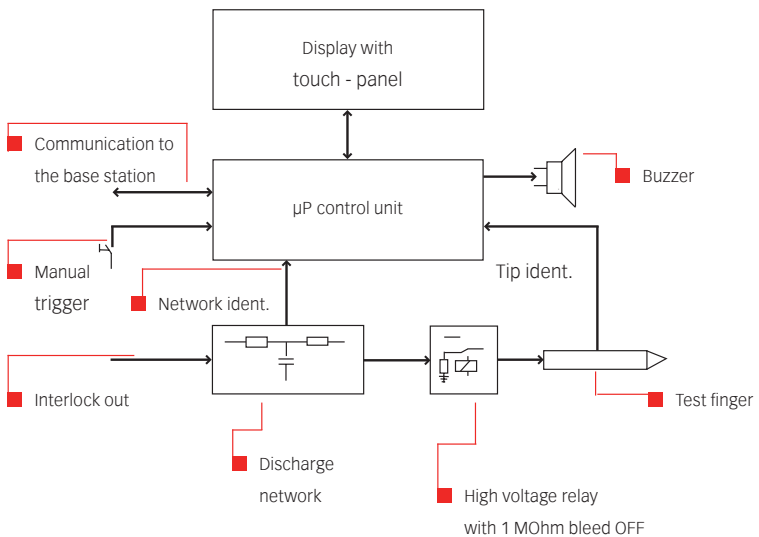 Display with
touch - panel
Communication to
the base station
Buzzer
µP control unit
Manual
trigger
Network ident.
Tip ident.
Interlock out
Test finger
Discharge
network
High voltage relay
with 1 MOhm bleed OFF